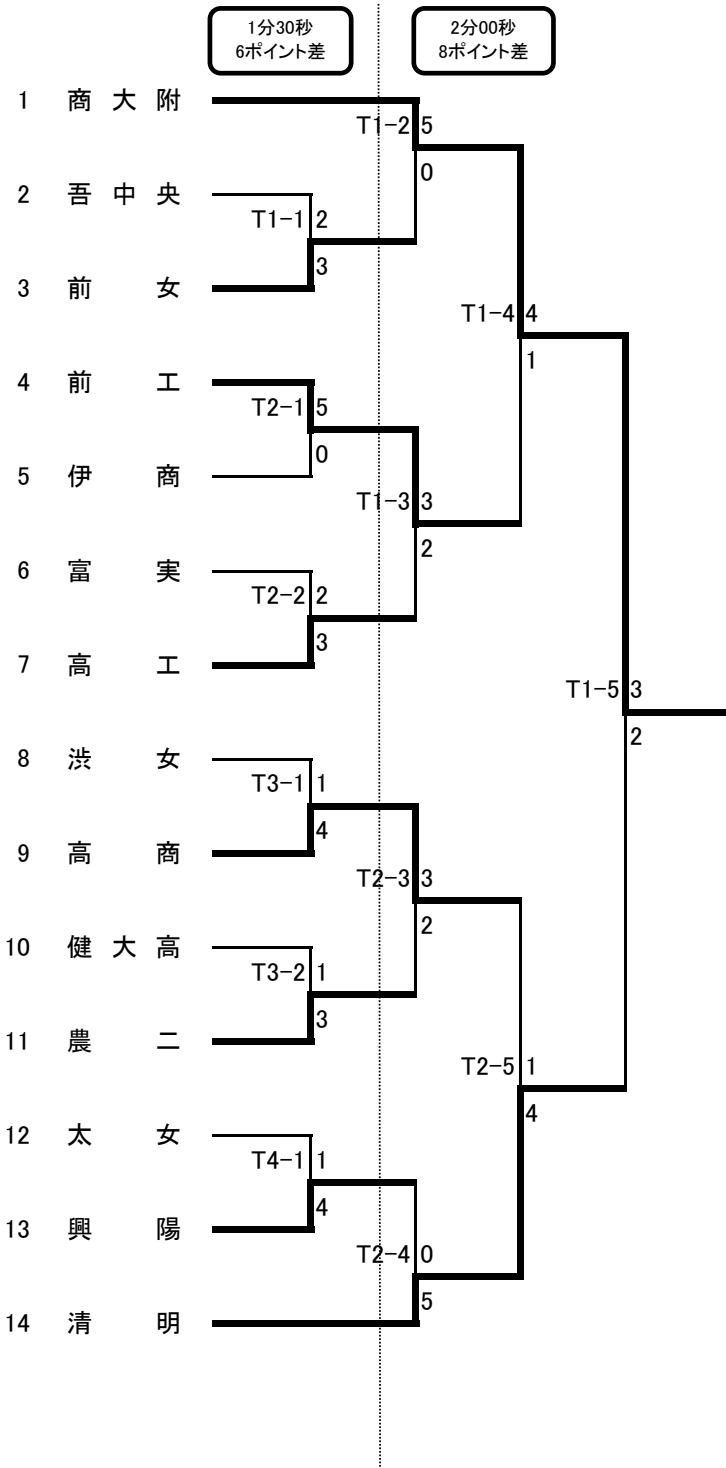 1分30秒
6ポイント差
2分00秒
8ポイント差
1 商大附
T1-2 5
0
2 吾中央
T1-1 2
3
3 前女
T1-4 4
1
4 前工
T2-1 5
0
5 伊商
T1-3 3
2
6 富実
T2-2 2
3
7 高工
T1-5 3
2
8 渋女
T3-1 1
4
9 高商
T2-3 3
2
10 健大高
T3-2 1
3
11 農二
T2-5 1
4
12 太女
T4-1 1
4
13 興陽
T2-4 0
5
14 清明